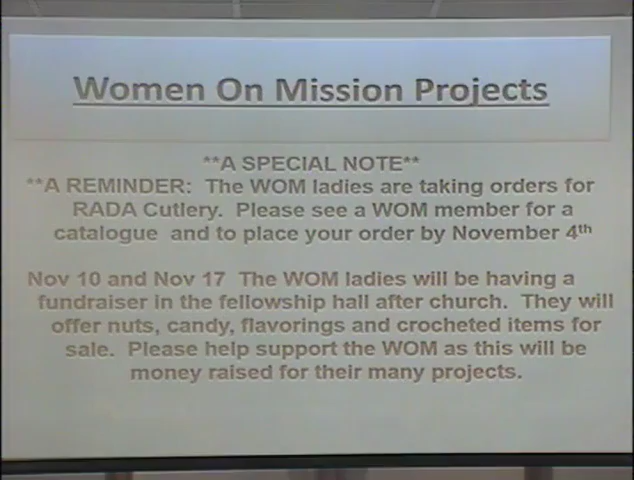 Women On Mission Projects
**A SPECIAL NOTE**
**A REMINDER:  The WOM ladies are taking orders for
RADA Cutlery.  Please see a WOM member for a
catalogue  and to place your order by November 4th
Nov 10 and Nov 17  The WOM ladies will be having a
fundraiser in the fellowship hall after church.  They will
offer nuts, candy, flavorings and crocheted items for
sale.  Please help support the WOM as this will be
money raised for their many projects.